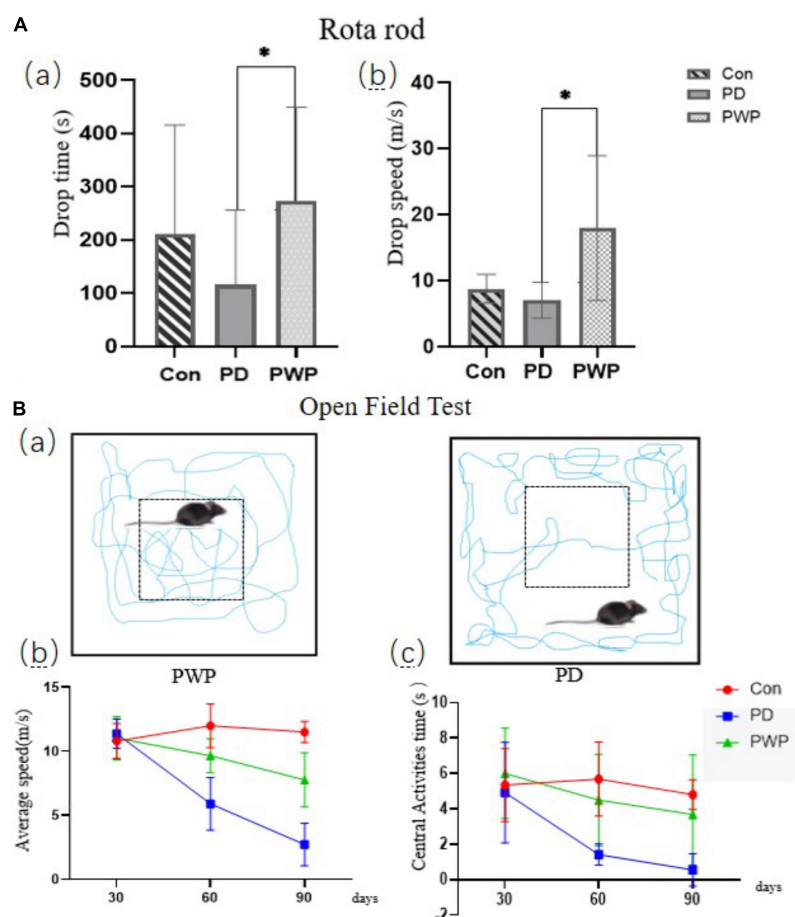 A
Rota rod
(a)
Drop time (s)
500
400
300
200
100
0
*
Con PD PWP
(b)
Drop speed (m/s)
40
30
20
10
0
*
Con PD PWP
Con
PD
PWP
B
Open Field Test
(a)
PWP
PD
(b)
Average speed(m/s)
15
10
5
0
30 60 90 days
(c)
Central Activities time (s)
10
8
6
4
2
0
-2
30 60 90 days
Con
PD
PWP